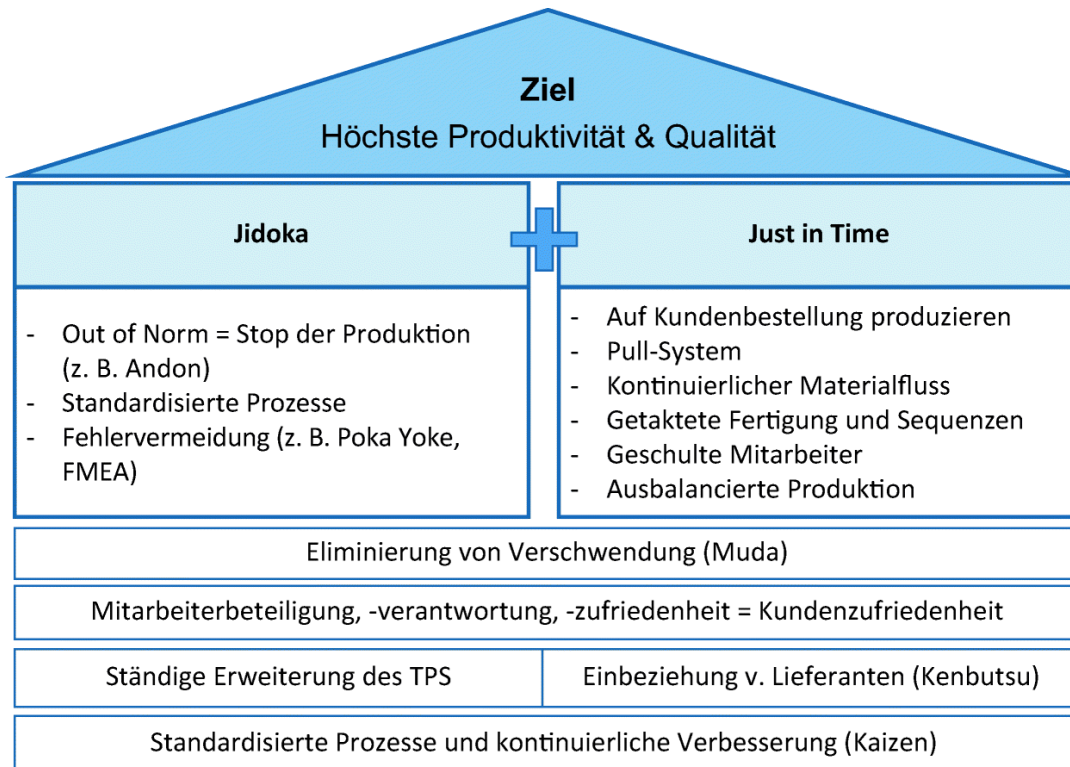 Ziel
Höchste Produktivität & Qualität
Jidoka
- Out of Norm = Stop der Produktion
(z. B. Andon)
- Standardisierte Prozesse
- Fehlervermeidung (z. B. Poka Yoke,
FMEA)
Just in Time
- Auf Kundenbestellung produzieren
- Pull-System
- Kontinuierlicher Materialfluss
- Getaktete Fertigung und Sequenzen
- Geschulte Mitarbeiter
- Ausbalancierte Produktion
Eliminierung von Verschwendung (Muda)
Mitarbeiterbeteiligung, -verantwortung, -zufriedenheit = Kundenzufriedenheit
Ständige Erweiterung des TPS
Einbeziehung v. Lieferanten (Kenbutsu)
Standardisierte Prozesse und kontinuierliche Verbesserung (Kaizen)